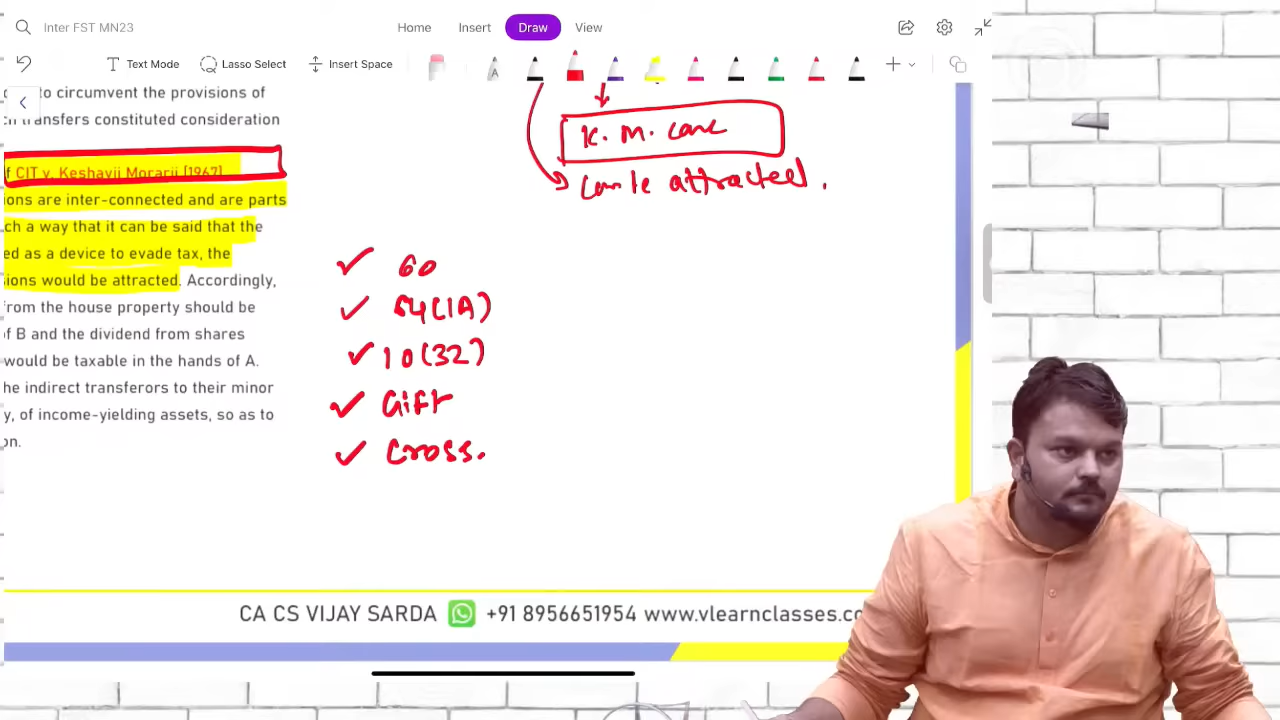 Inter FST MN23
Home Insert Draw View
Text Mode Lasso Select Insert Space
to circumvent the provisions of
transfers constituted consideration
f CIT v. Keshavji Morarji [1967]
ions are inter-connected and are parts
ch a way that it can be said that the
ed as a device to evade tax, the
sions would be attracted. Accordingly,
from the house property should be
of B and the dividend from shares
would be taxable in the hands of A.
he indirect transferors to their minor
y, of income-yielding assets, so as to
on.
K. M. case
can be attracted.
✓ 60
✓ 64(1A)
✓ 10(32)
✓ Gift
✓ Cross.
CA CS VIJAY SARDA +91 8956651954 www.vlearnclasses.co